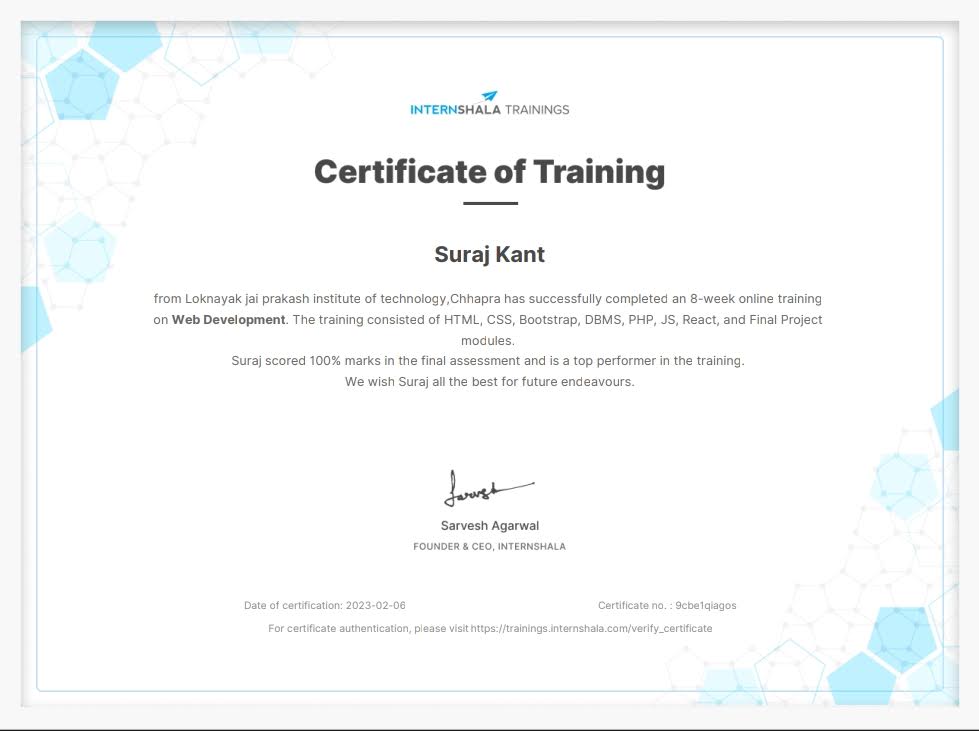 INTERNSHALA TRAININGS
Certificate of Training
Suraj Kant
from Loknayak jai prakash institute of technology,Chhapra has successfully completed an 8-week online training
on Web Development. The training consisted of HTML, CSS, Bootstrap, DBMS, PHP, JS, React, and Final Project
modules.
Suraj scored 100% marks in the final assessment and is a top performer in the training.
We wish Suraj all the best for future endeavours.
Sarvesh
Sarvesh Agarwal
FOUNDER & CEO, INTERNSHALA
Date of certification: 2023-02-06 Certificate no. : 9cbe1qiagos
For certificate authentication, please visit https://trainings.internshala.com/verify_certificate